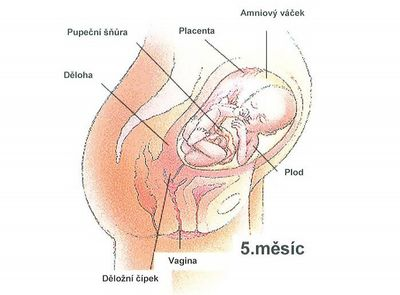 Amniový váček
Pupeční šňůra
Placenta
Děloha
Plod
5.měsíc
Vagina
Děložní čípek